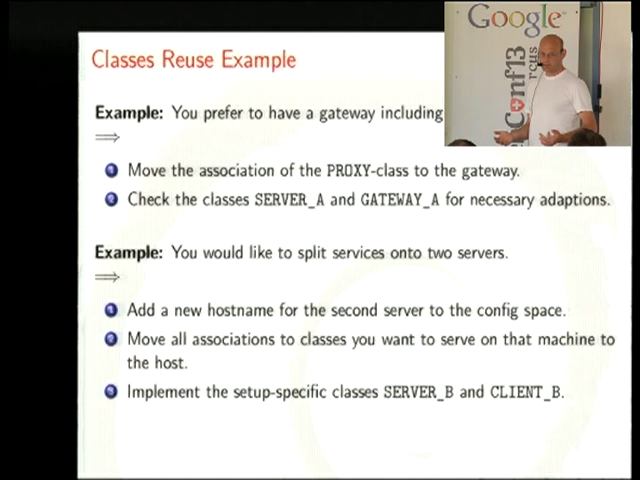 Classes Reuse Example
Google
Conf13
rcus
Example: You prefer to have a gateway including
⟹
1 Move the association of the PROXY-class to the gateway.
2 Check the classes SERVER_A and GATEWAY_A for necessary adaptions.
Example: You would like to split services onto two servers.
⟹
1 Add a new hostname for the second server to the config space.
2 Move all associations to classes you want to serve on that machine to
the host.
3 Implement the setup-specific classes SERVER_B and CLIENT_B.